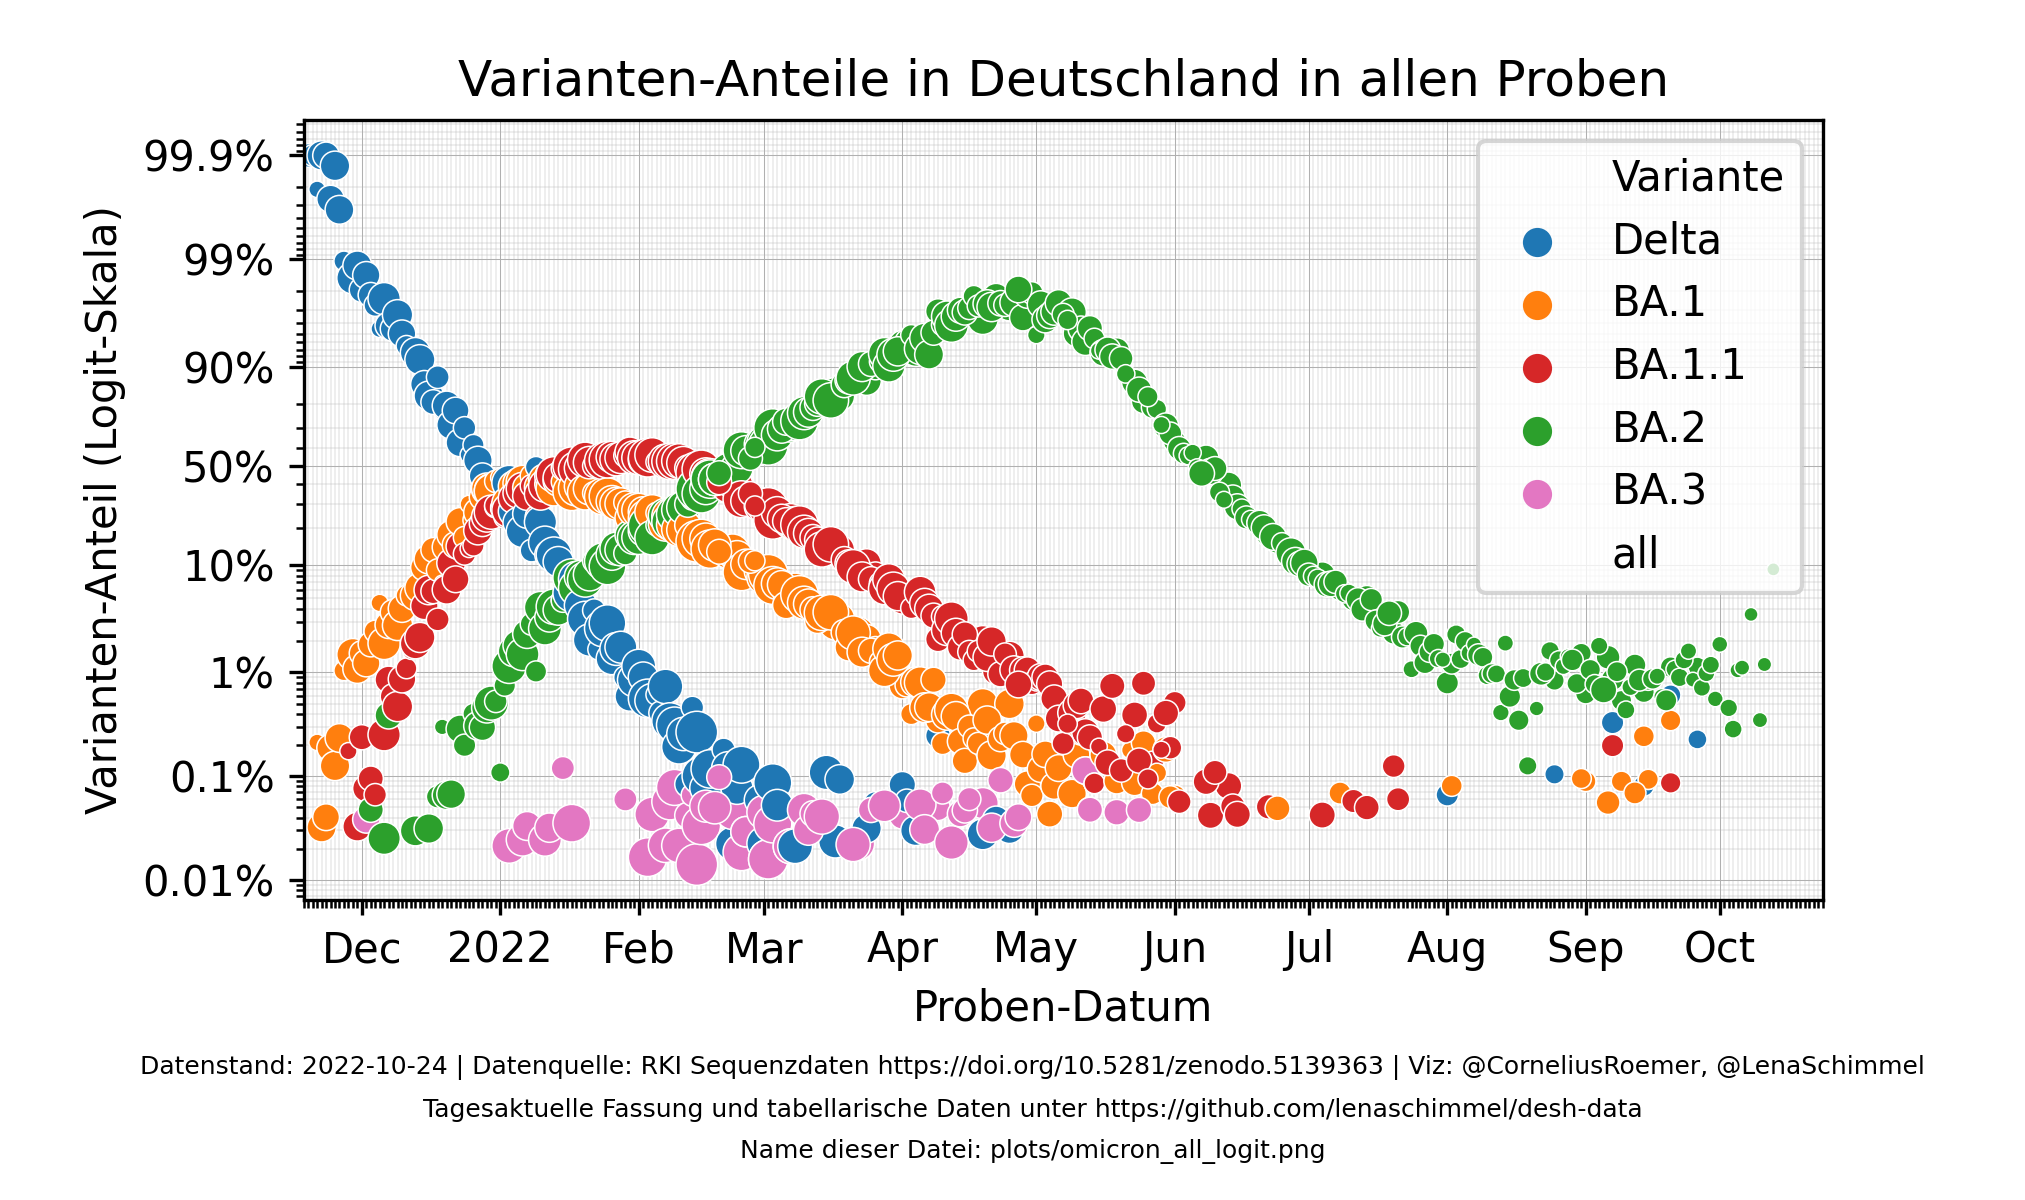 Varianten-Anteile in Deutschland in allen Proben
Varianten-Anteil (Logit-Skala)
99.9%
99%
90%
50%
10%
1%
0.1%
0.01%
Variante
Delta
BA.1
BA.1.1
BA.2
BA.3
all
Dec 2022 Feb Mar Apr May Jun Jul Aug Sep Oct
Proben-Datum
Datenstand: 2022-10-24 | Datenquelle: RKI Sequenzdaten https://doi.org/10.5281/zenodo.5139363 | Viz: @CorneliusRoemer, @LenaSchimmel
Tagesaktuelle Fassung und tabellarische Daten unter https://github.com/lenaschimmel/desh-data
Name dieser Datei: plots/omicron_all_logit.png